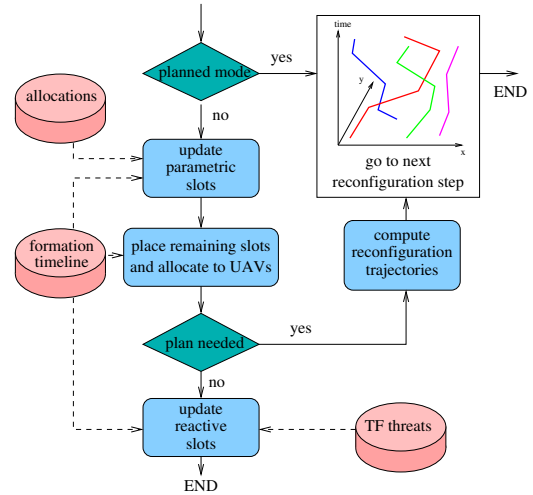 time
planned mode
yes
y
END
allocations
x
no
go to next
reconfiguration step
update
parametric
slots
formation
timeline
place remaining slots
and allocate to UAVs
compute
reconfiguration
trajectories
yes
plan needed
no
update
reactive
slots
TF threats
END